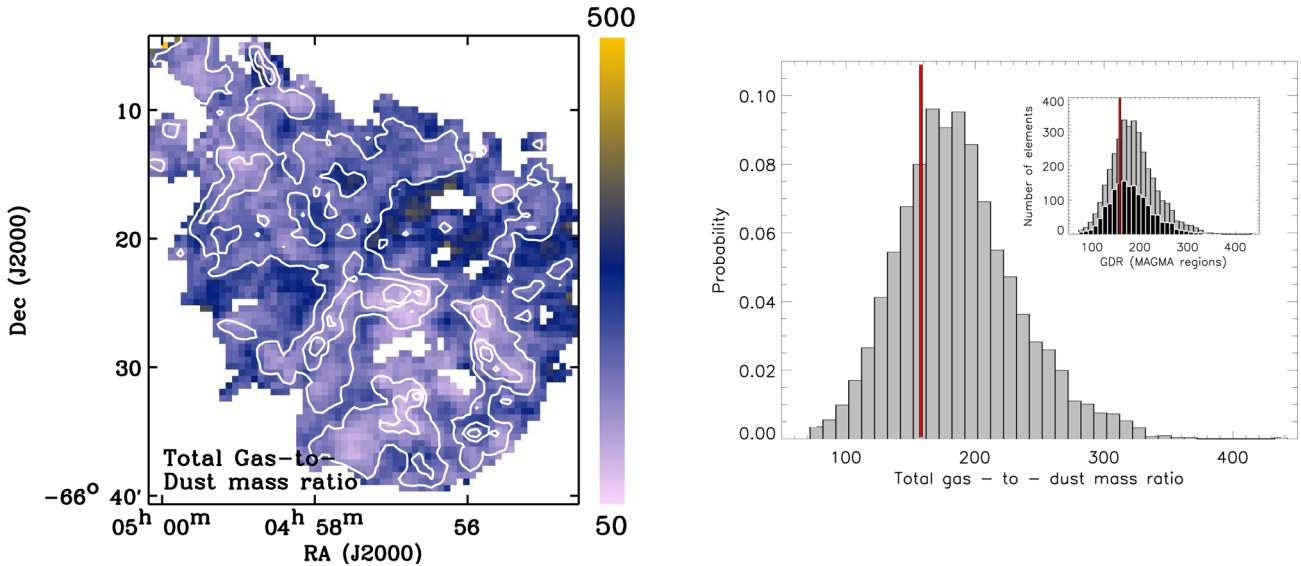 500
10
20
30
−66° 40′
Dec (J2000)
Total Gas−to−
Dust mass ratio
05ʰ 00ᵐ 04ʰ 58ᵐ 56
RA (J2000)
50
0.10
0.08
0.06
0.04
0.02
0.00
Probability
100 200 300 400
Total gas − to − dust mass ratio
400
300
200
100
0
Number of elements
100 200 300 400
GDR (MAGMA regions)